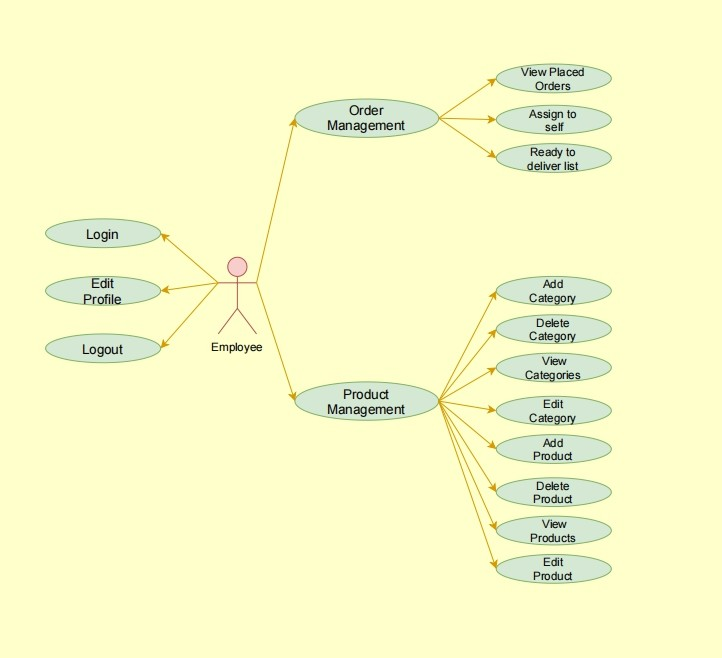 View Placed
Orders
Order
Management
Assign to
self
Ready to
deliver list
Login
Edit
Profile
Logout
Employee
Add
Category
Delete
Category
View
Categories
Product
Management
Edit
Category
Add
Product
Delete
Product
View
Products
Edit
Product